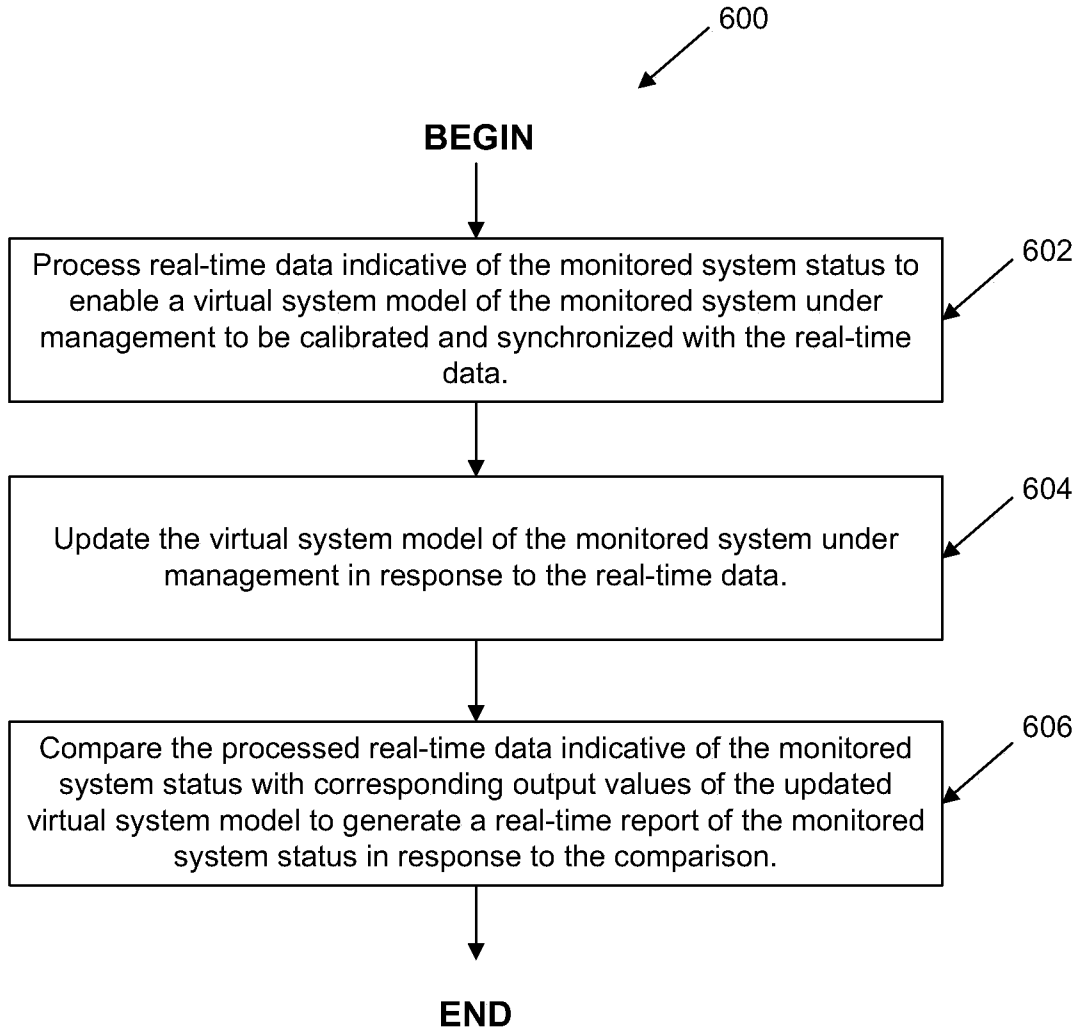 600
BEGIN
Process real-time data indicative of the monitored system status to
enable a virtual system model of the monitored system under
management to be calibrated and synchronized with the real-time
data.
602
Update the virtual system model of the monitored system under
management in response to the real-time data.
604
Compare the processed real-time data indicative of the monitored
system status with corresponding output values of the updated
virtual system model to generate a real-time report of the monitored
system status in response to the comparison.
606
END